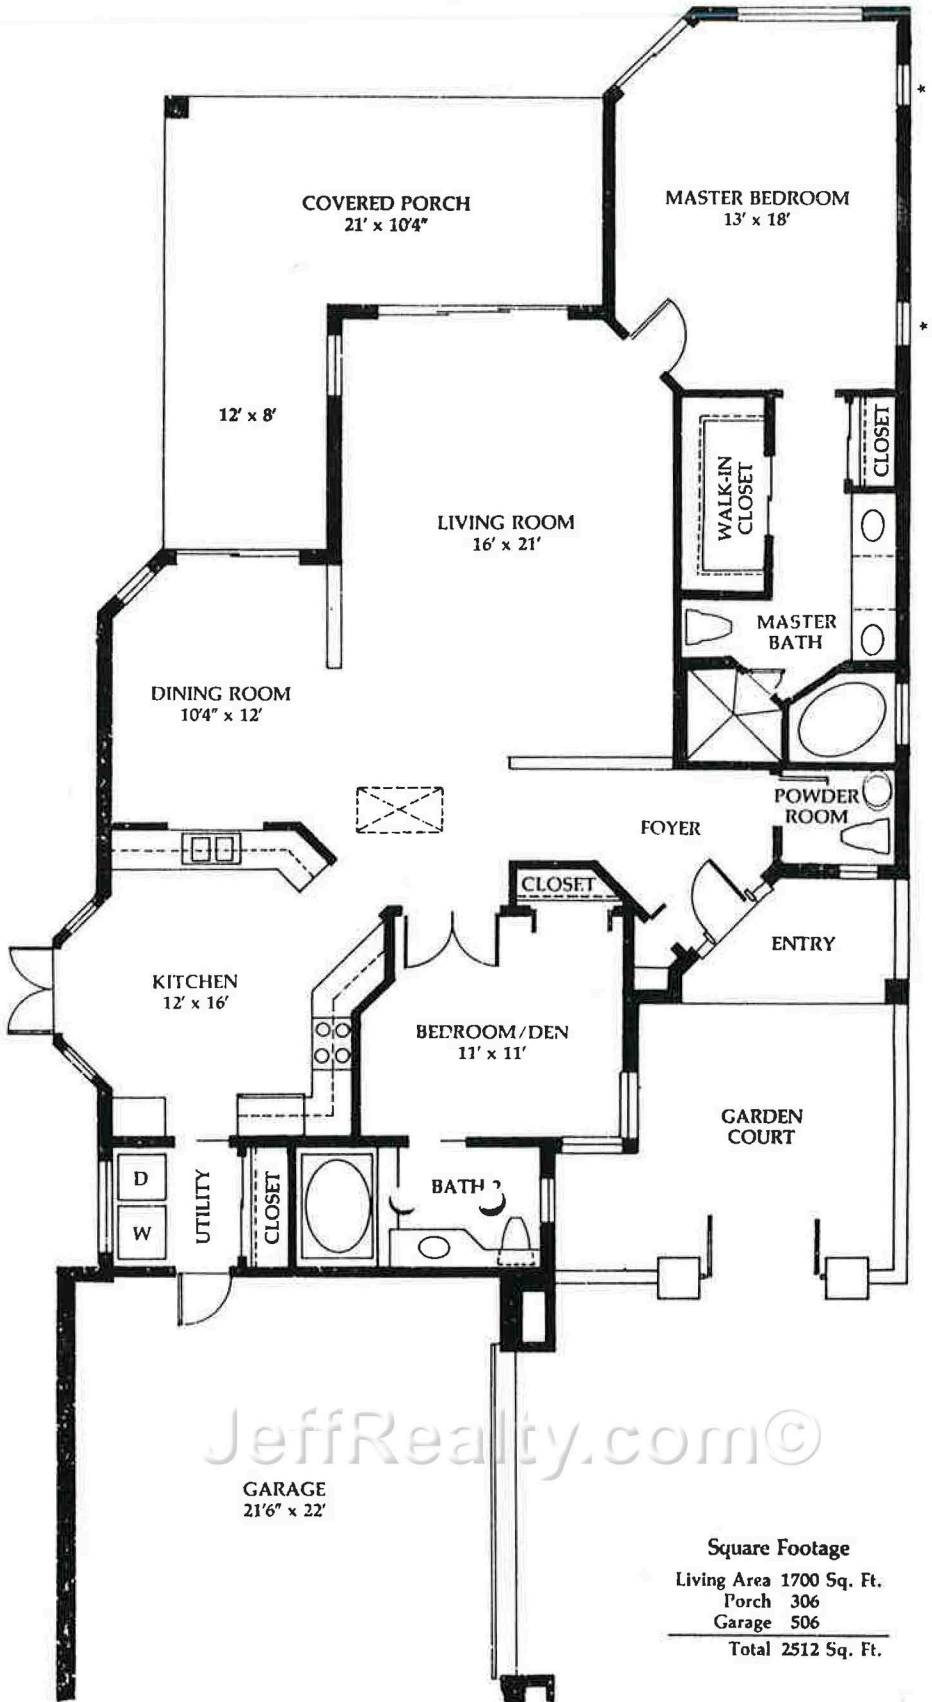 COVERED PORCH
21' x 10'4"
MASTER BEDROOM
13' x 18'
*
*
12' x 8'
WALK-IN
CLOSET
CLOSET
LIVING ROOM
16' x 21'
MASTER
BATH
DINING ROOM
10'4" x 12'
POWDER
ROOM
FOYER
CLOSET
ENTRY
KITCHEN
12' x 16'
BEDROOM/DEN
11' x 11'
GARDEN
COURT
D
W
UTILITY
CLOSET
BATH 2
JeffRealty.com©
GARAGE
21'6" x 22'
Square Footage
Living Area 1700 Sq. Ft.
Porch 306
Garage 506
Total 2512 Sq. Ft.